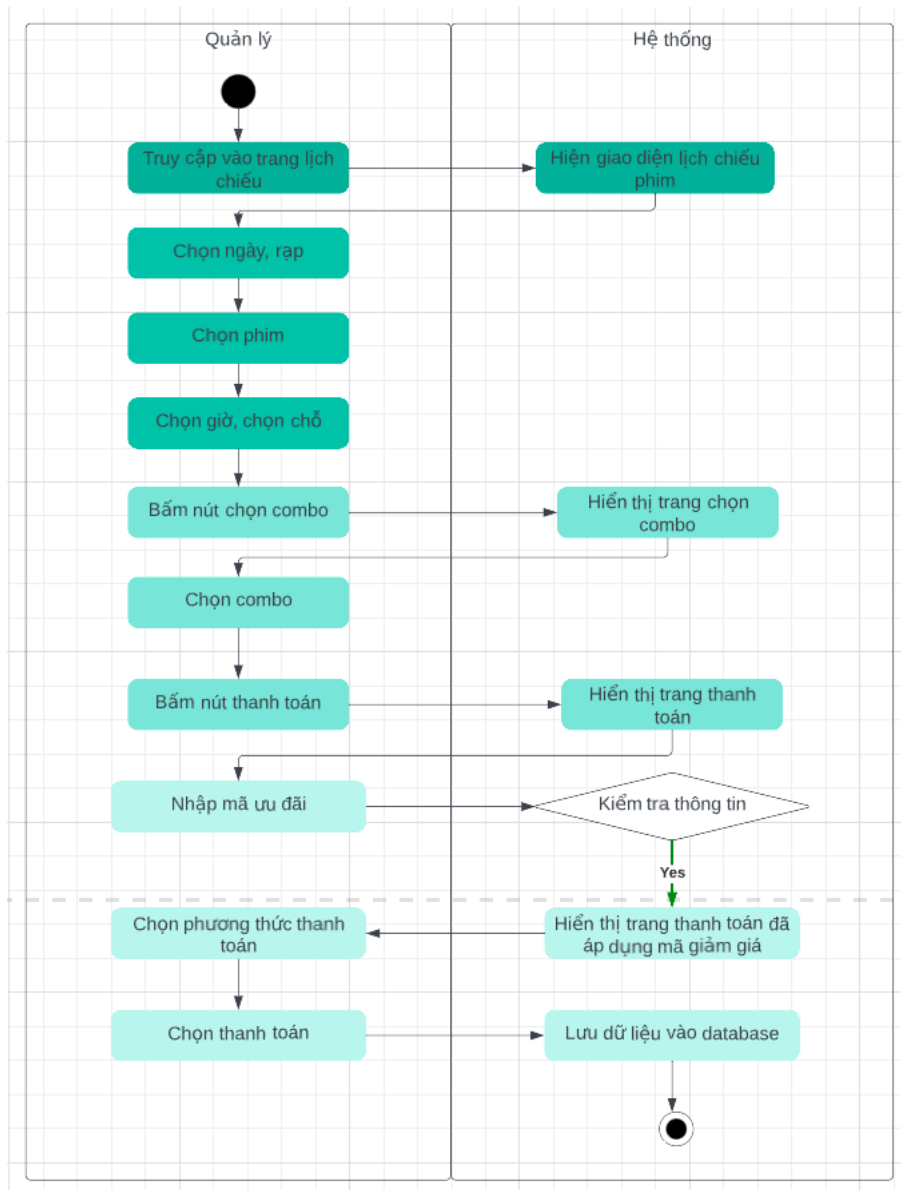 Quản lý
Hệ thống
Truy cập vào trang lịch
chiếu
Hiện giao diện lịch chiếu
phim
Chọn ngày, rạp
Chọn phim
Chọn giờ, chọn chỗ
Bấm nút chọn combo
Hiển thị trang chọn
combo
Chọn combo
Bấm nút thanh toán
Hiển thị trang thanh
toán
Nhập mã ưu đãi
Kiểm tra thông tin
Yes
Hiển thị trang thanh toán đã
áp dụng mã giảm giá
Chọn phương thức thanh
toán
Chọn thanh toán
Lưu dữ liệu vào database